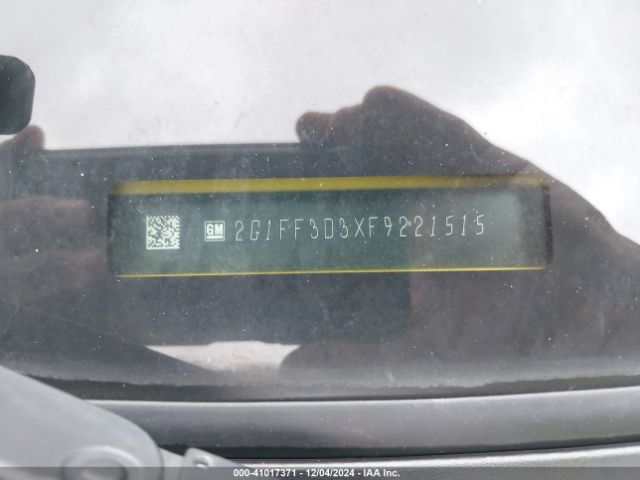 GM 2G1FF3D3XF9221515
000-41017371 • 12/04/2024 • IAA Inc.